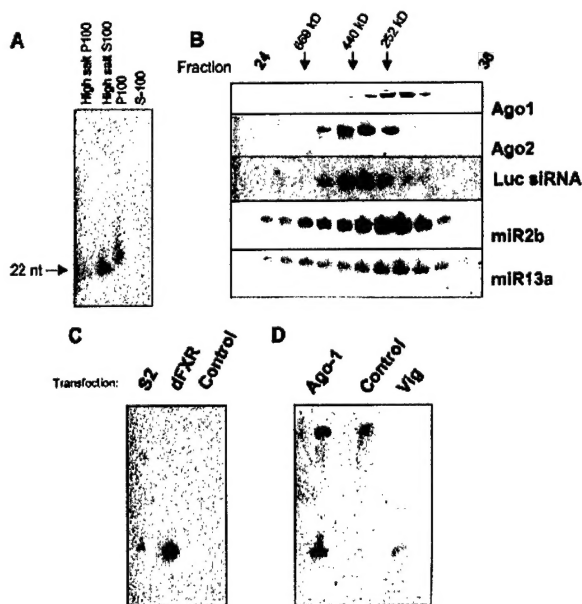 A
High salt P100
High salt S100
P100
S-100
22 nt
B
Fraction
24
669 kD
440 kD
252 kD
38
Ago1
Ago2
Luc siRNA
miR2b
miR13a
C
Transfection:
S2
dFXR
Control
D
Ago-1
Control
Vig